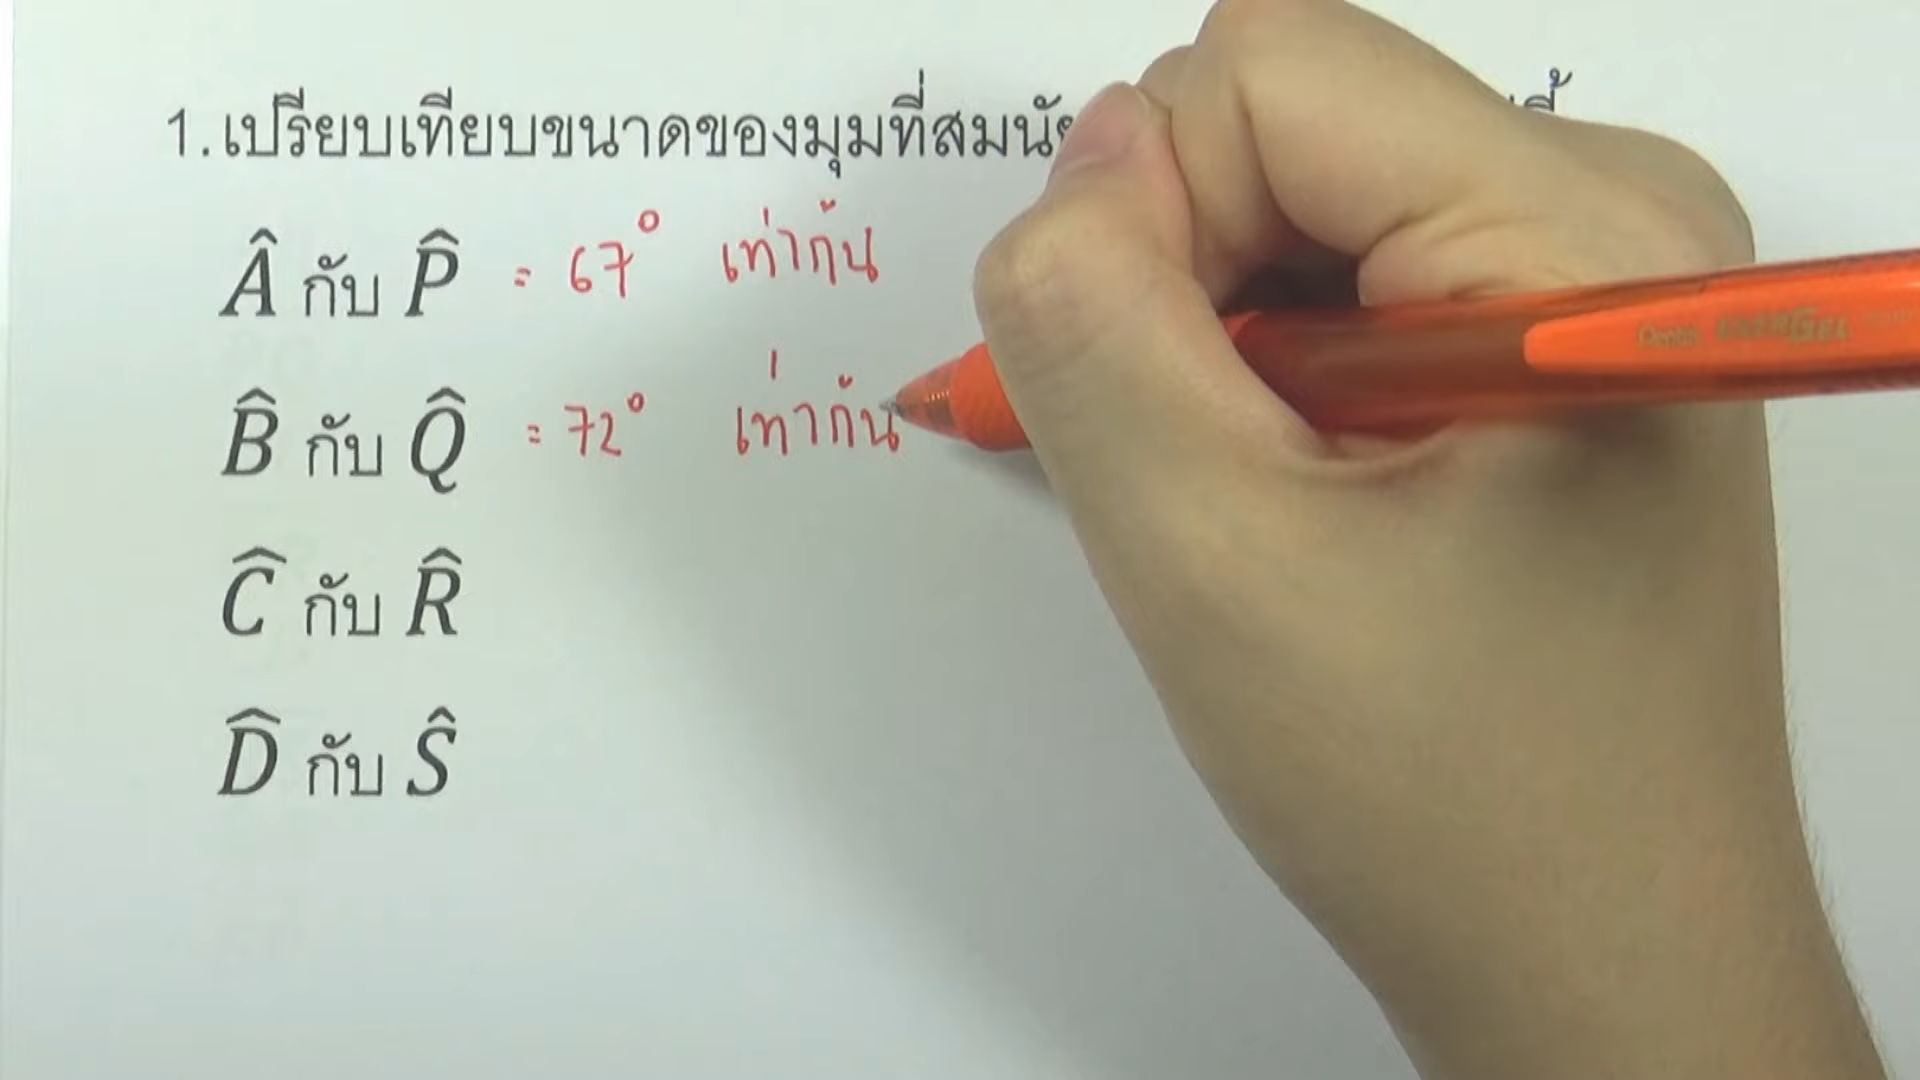 1. เปรียบเทียบขนาดของมุมที่สมนัย
Â กับ P̂ = 67° เท่ากัน
B̂ กับ Q̂ = 72° เท่ากัน
Ĉ กับ R̂
D̂ กับ Ŝ
Pentel ENERGEL